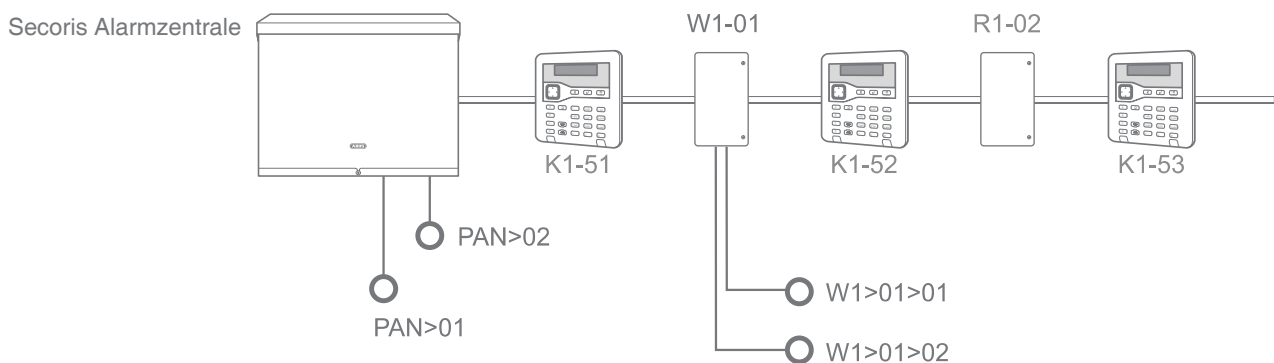 Secoris Alarmzentrale
W1-01
R1-02
K1-51
K1-52
K1-53
PAN>02
PAN>01
W1>01>01
W1>01>02